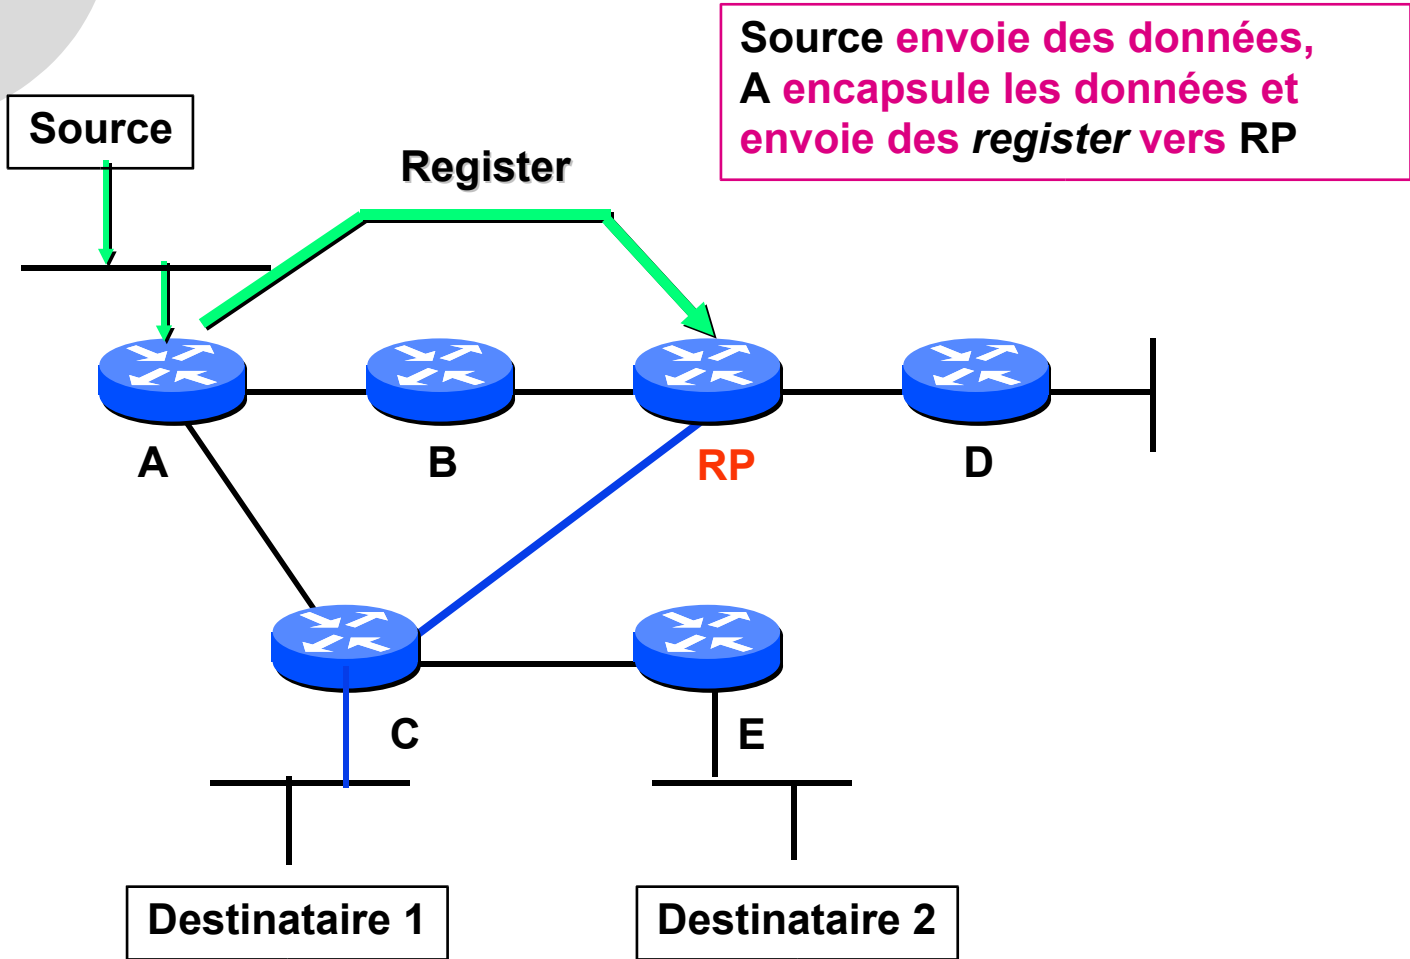 Source envoie des données,
A encapsule les données et
envoie des register vers RP
Source
Register
A
B
RP
D
C
E
Destinataire 1
Destinataire 2